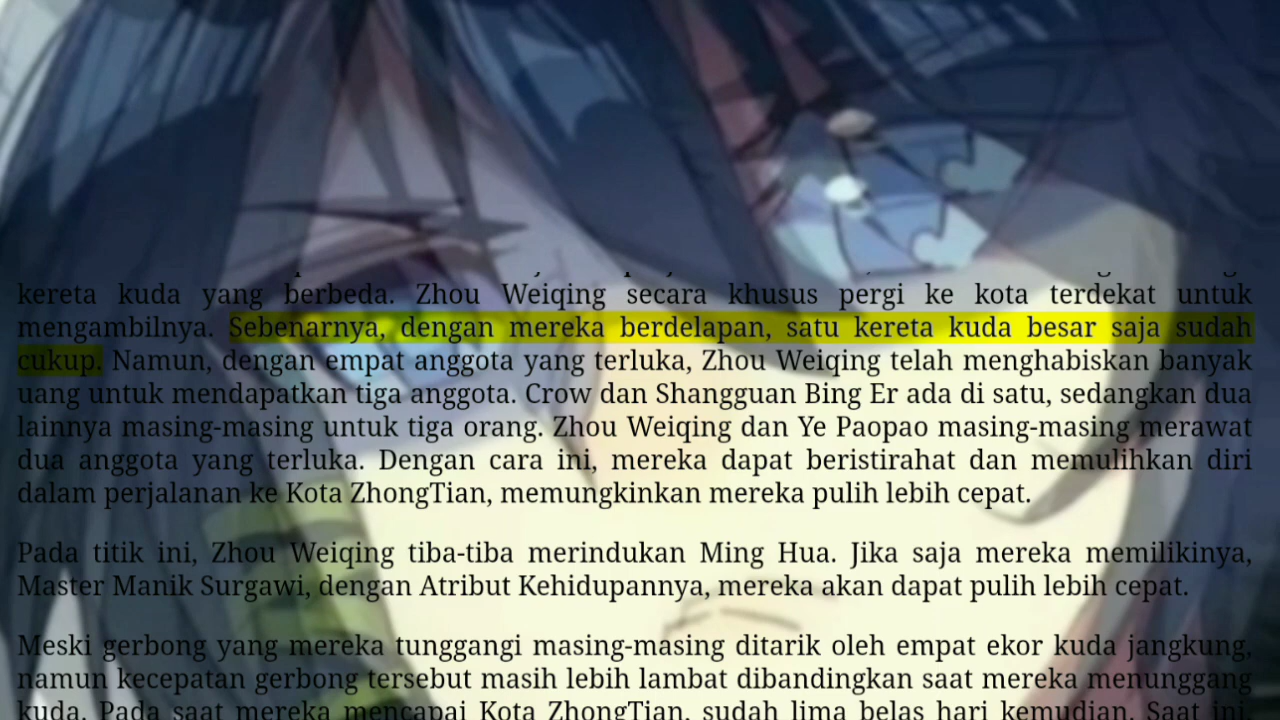 kereta kuda yang berbeda. Zhou Weiqing secara khusus pergi ke kota terdekat untuk
mengambilnya. Sebenarnya, dengan mereka berdelapan, satu kereta kuda besar saja sudah
cukup. Namun, dengan empat anggota yang terluka, Zhou Weiqing telah menghabiskan banyak
uang untuk mendapatkan tiga anggota. Crow dan Shangguan Bing Er ada di satu, sedangkan dua
lainnya masing-masing untuk tiga orang. Zhou Weiqing dan Ye Paopao masing-masing merawat
dua anggota yang terluka. Dengan cara ini, mereka dapat beristirahat dan memulihkan diri
dalam perjalanan ke Kota ZhongTian, memungkinkan mereka pulih lebih cepat.
Pada titik ini, Zhou Weiqing tiba-tiba merindukan Ming Hua. Jika saja mereka memilikinya,
Master Manik Surgawi, dengan Atribut Kehidupannya, mereka akan dapat pulih lebih cepat.
Meski gerbong yang mereka tunggangi masing-masing ditarik oleh empat ekor kuda jangkung,
namun kecepatan gerbong tersebut masih lebih lambat dibandingkan saat mereka menunggang
kuda. Pada saat mereka mencapai Kota ZhongTian, sudah lima belas hari kemudian. Saat ini,